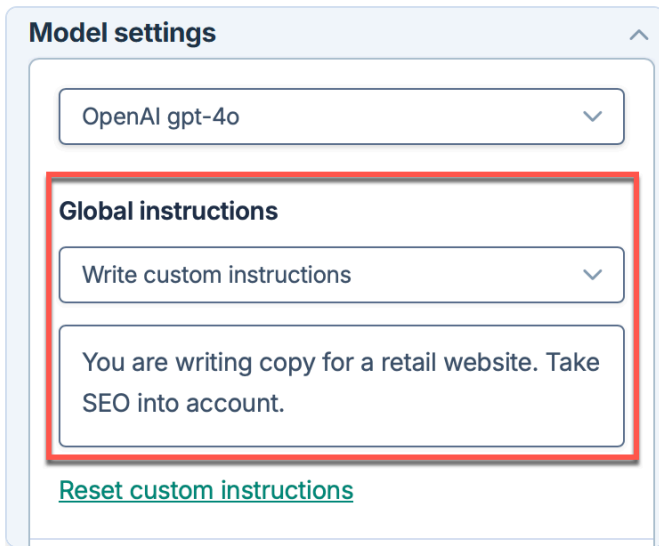 Model settings
OpenAI gpt-4o
Global instructions
Write custom instructions
You are writing copy for a retail website. Take
SEO into account.
Reset custom instructions